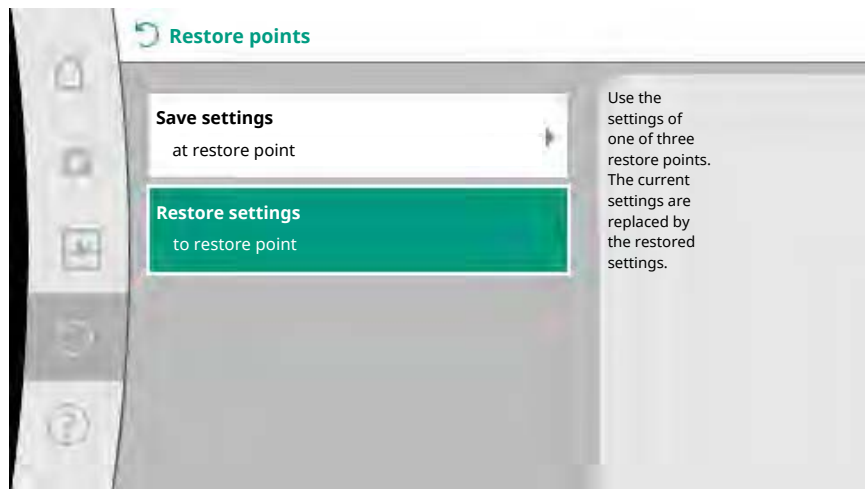 Restore points
Save settings
at restore point
Restore settings
to restore point
Use the
settings of
one of three
restore points.
The current
settings are
replaced by
the restored
settings.
?